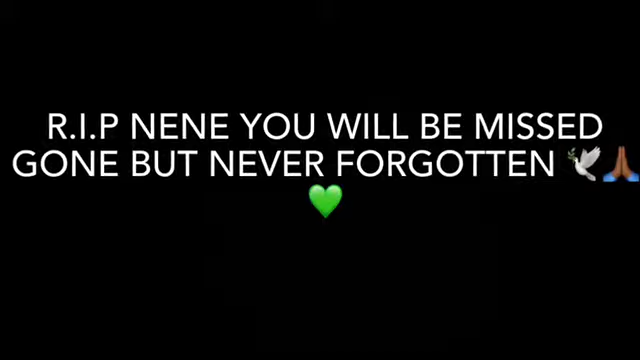 R.I.P NENE YOU WILL BE MISSED
GONE BUT NEVER FORGOTTEN 🕊🙏🏾
💚